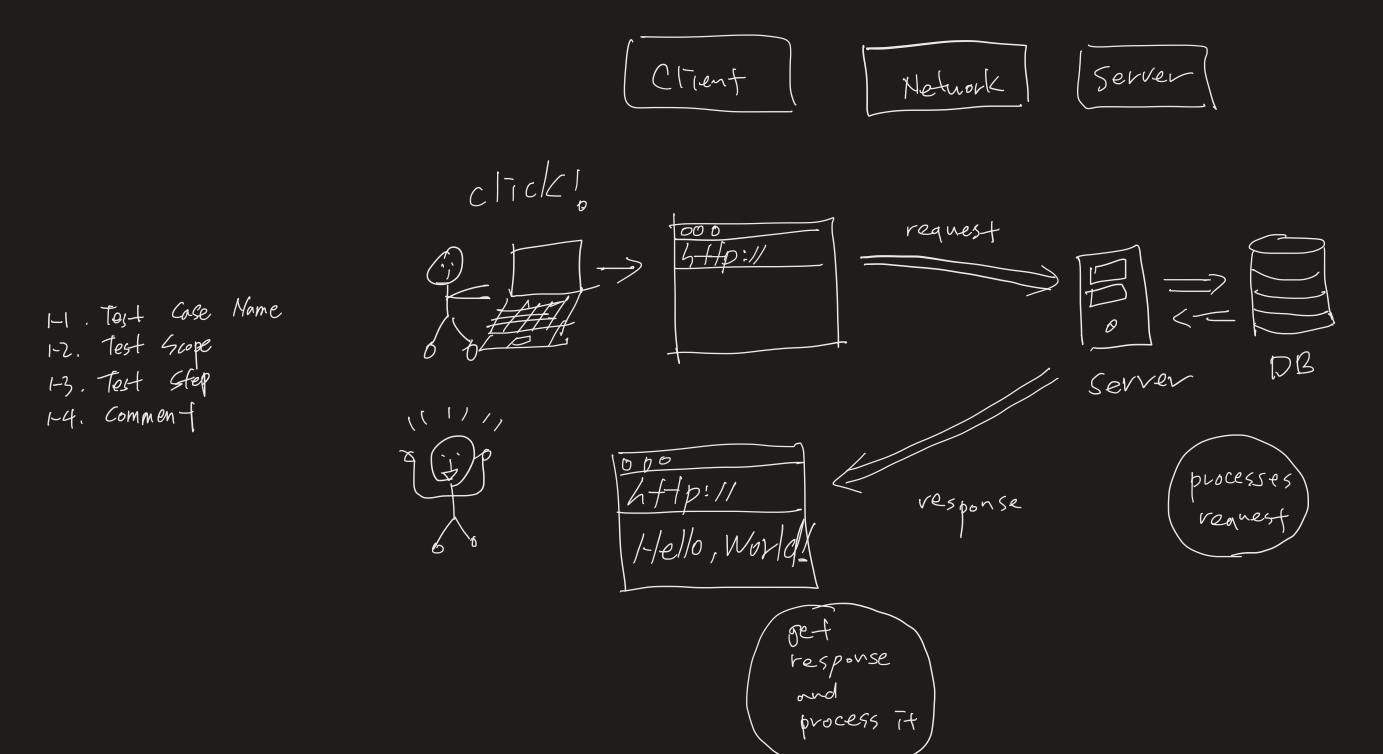 Client
Network
Server
click!
http://
request
1-1. Test Case Name
1-2. Test Scope
1-3. Test Step
1-4. Comment
Server
DB
http://
Hello, World!
response
processes
request
get
response
and
process it